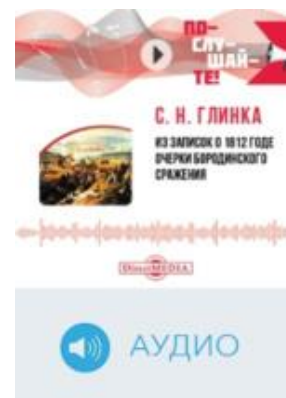 ПО-
СЛУ-
ШАЙ-
ТЕ!
С. Н. ГЛИНКА
ИЗ ЗАПИСОК О 1812 ГОДЕ
ОЧЕРКИ БОРОДИНСКОГО
СРАЖЕНИЯ
DirectMEDIA
АУДИО